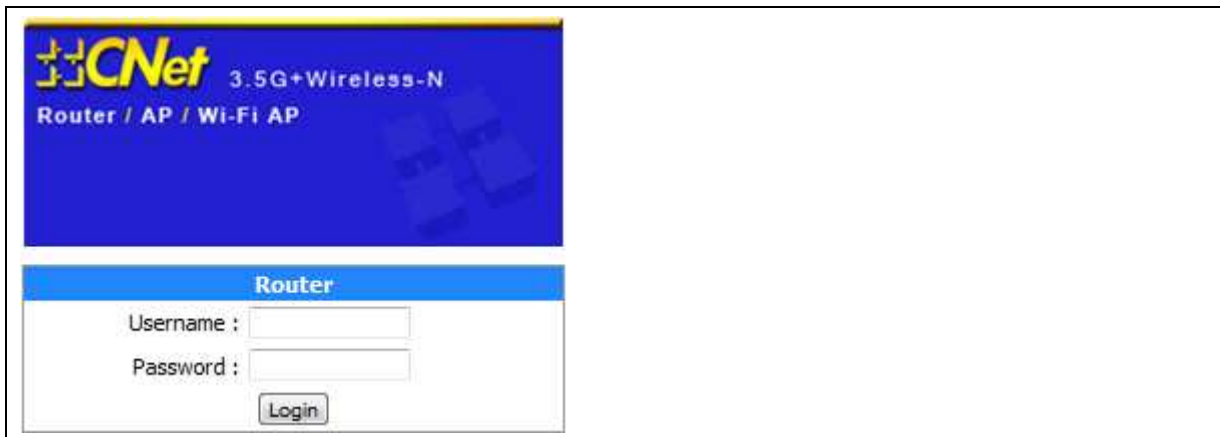 CNet 3.5G+Wireless-N
Router / AP / Wi-Fi AP
Router
Username :
Password :
Login